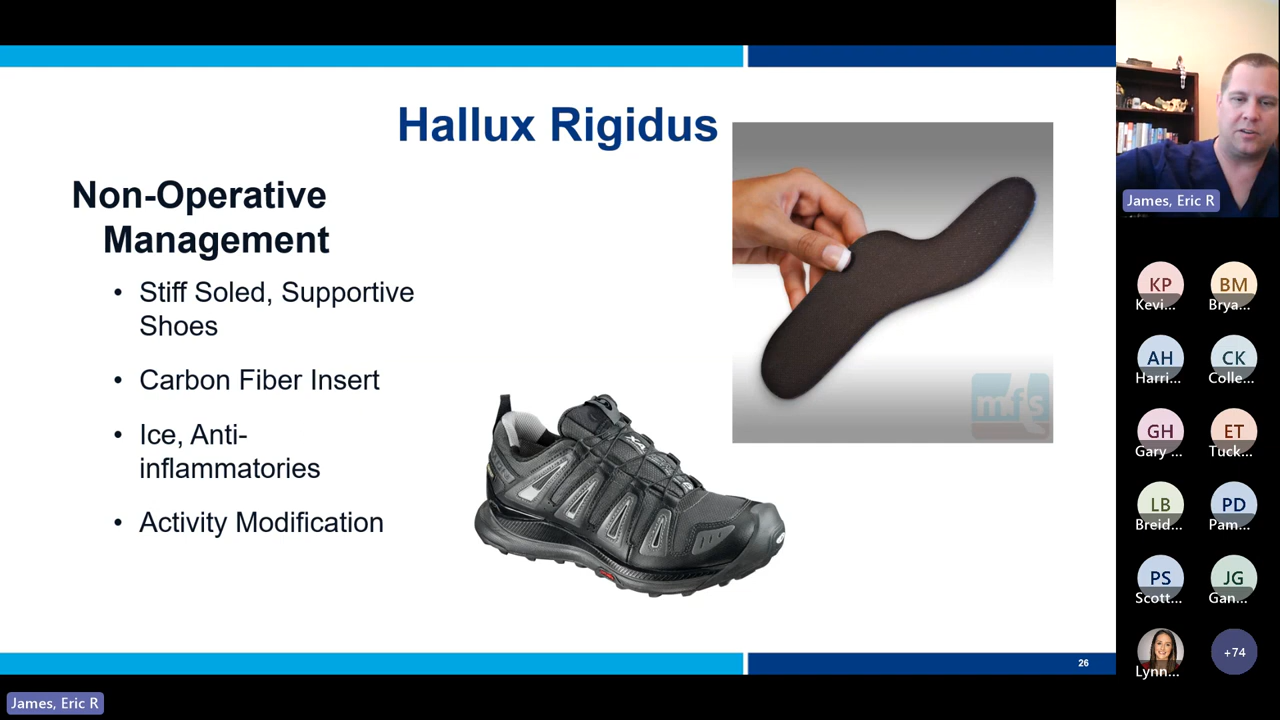 Hallux Rigidus
Non-Operative
Management
• Stiff Soled, Supportive
Shoes
• Carbon Fiber Insert
• Ice, Anti-
inflammatories
• Activity Modification
mfs
26
James, Eric R
James, Eric R
KP
Kevi...
BM
Brya...
AH
Harri...
CK
Colle...
GH
Gary ...
ET
Tuck...
LB
Breid...
PD
Pam...
PS
Scott...
JG
Gan...
Lynn...
+74